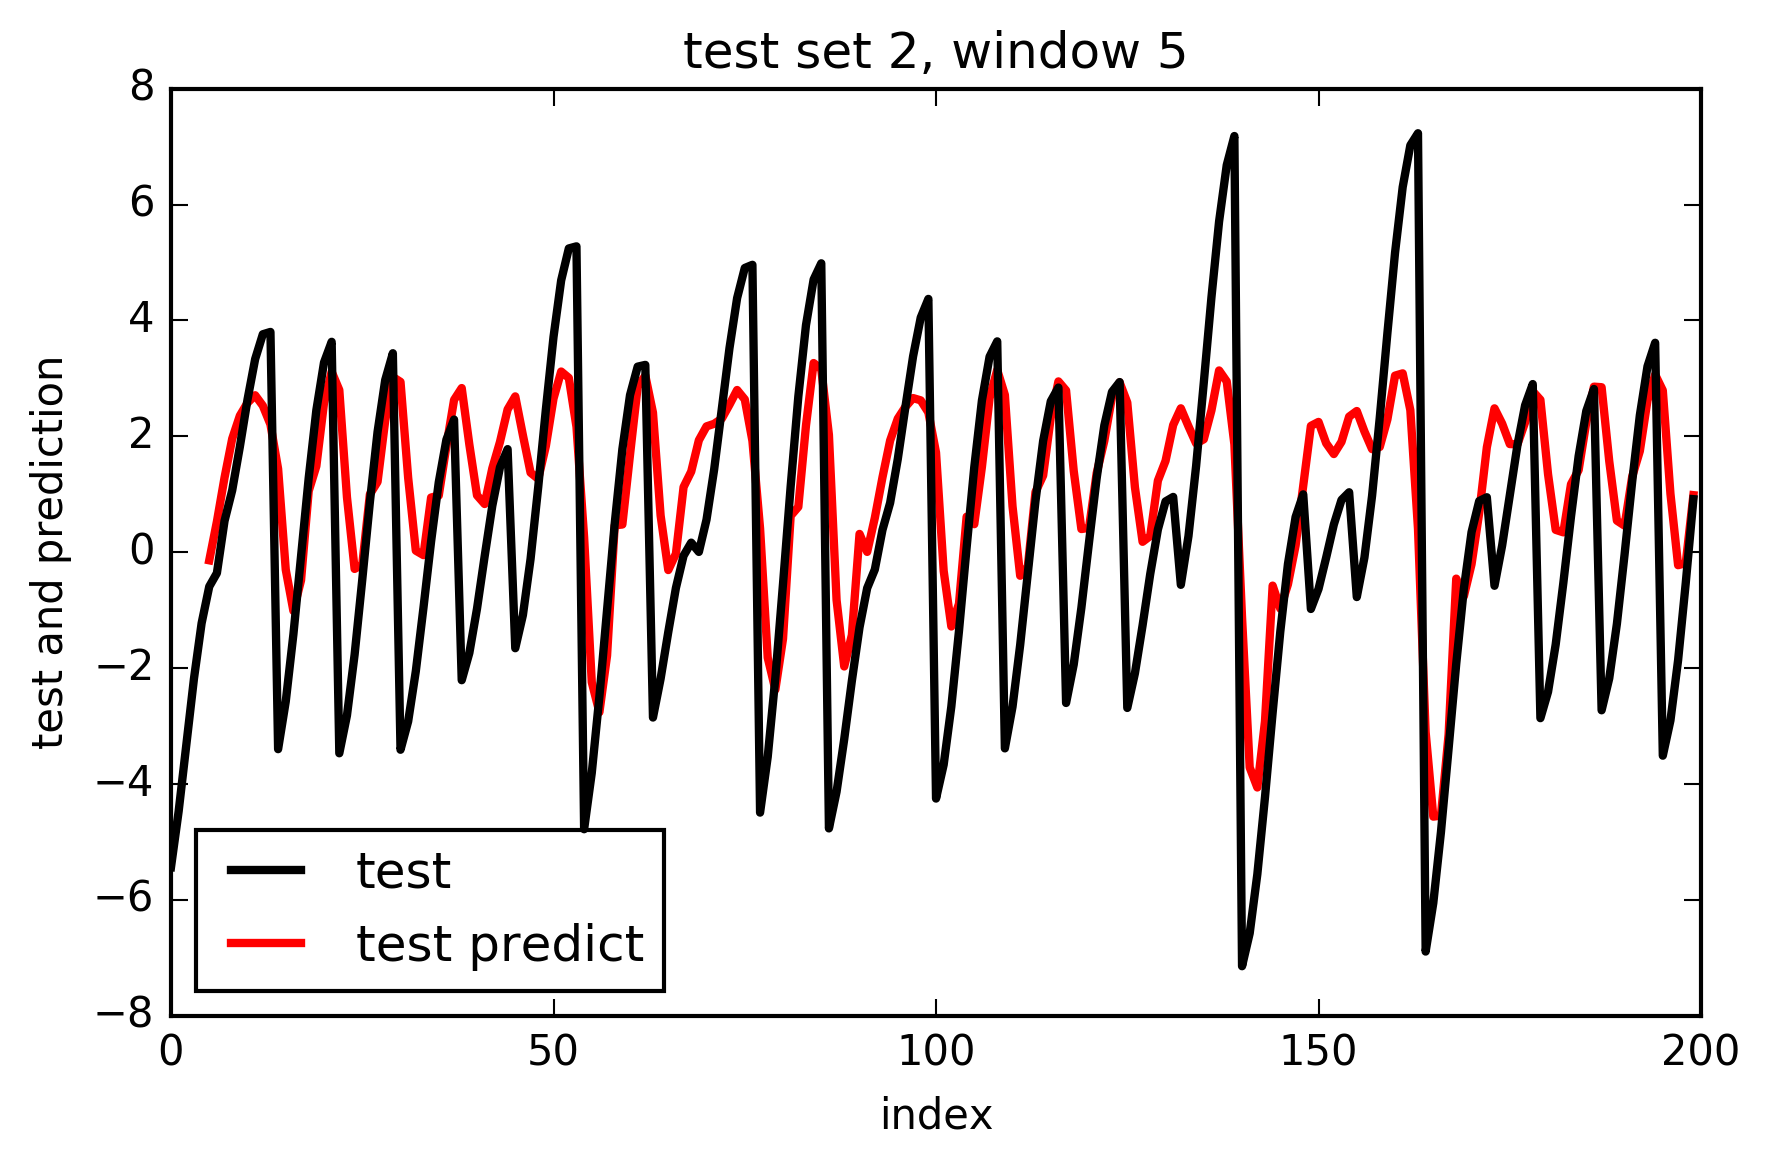 test set 2, window 5
8
6
4
2
0
−2
−4
−6
−8
test and prediction
test
test predict
0 50 100 150 200
index